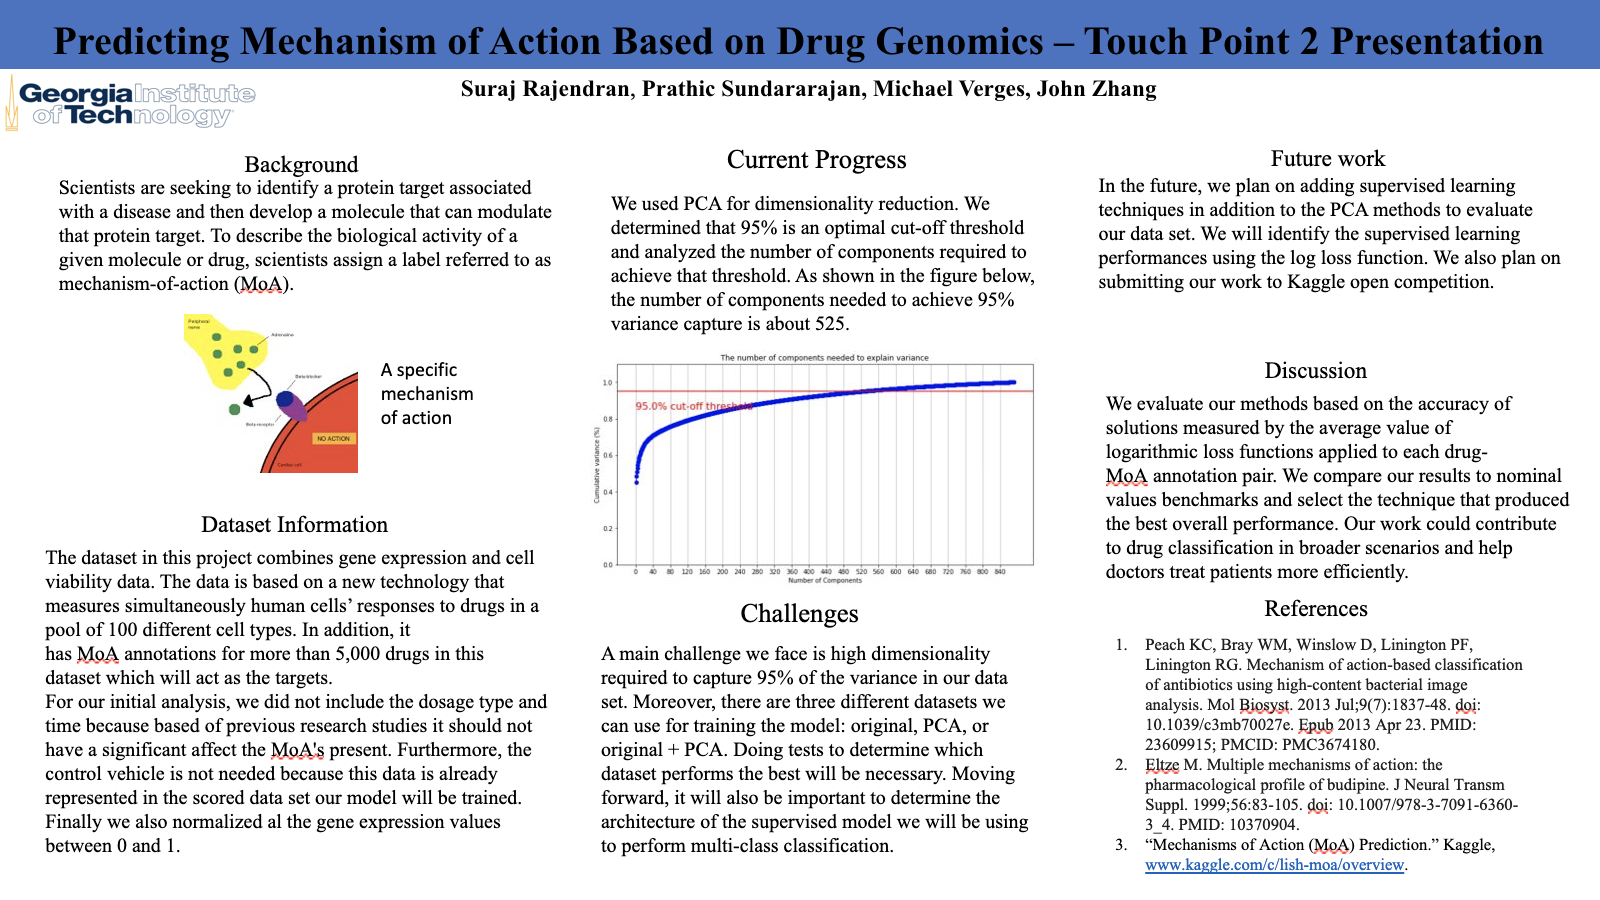 Predicting Mechanism of Action Based on Drug Genomics – Touch Point 2 Presentation
Georgia Institute
of Technology
Suraj Rajendran, Prathic Sundararajan, Michael Verges, John Zhang
Background
Scientists are seeking to identify a protein target associated
with a disease and then develop a molecule that can modulate
that protein target. To describe the biological activity of a
given molecule or drug, scientists assign a label referred to as
mechanism-of-action (MoA).
Peripheral
nerve
Adrenaline
Beta-blocker
Beta-receptor
NO ACTION
Cardiac cell
A specific
mechanism
of action
Dataset Information
The dataset in this project combines gene expression and cell
viability data. The data is based on a new technology that
measures simultaneously human cells’ responses to drugs in a
pool of 100 different cell types. In addition, it
has MoA annotations for more than 5,000 drugs in this
dataset which will act as the targets.
For our initial analysis, we did not include the dosage type and
time because based of previous research studies it should not
have a significant affect the MoA's present. Furthermore, the
control vehicle is not needed because this data is already
represented in the scored data set our model will be trained.
Finally we also normalized al the gene expression values
between 0 and 1.
Current Progress
We used PCA for dimensionality reduction. We
determined that 95% is an optimal cut-off threshold
and analyzed the number of components required to
achieve that threshold. As shown in the figure below,
the number of components needed to achieve 95%
variance capture is about 525.
The number of components needed to explain variance
1.0
95.0% cut-off threshold
0.8
0.6
0.4
0.2
0.0
Cumulative variance (%)
0 40 80 120 160 200 240 280 320 360 400 440 480 520 560 600 640 680 720 760 800 840
Number of Components
Challenges
A main challenge we face is high dimensionality
required to capture 95% of the variance in our data
set. Moreover, there are three different datasets we
can use for training the model: original, PCA, or
original + PCA. Doing tests to determine which
dataset performs the best will be necessary. Moving
forward, it will also be important to determine the
architecture of the supervised model we will be using
to perform multi-class classification.
Future work
In the future, we plan on adding supervised learning
techniques in addition to the PCA methods to evaluate
our data set. We will identify the supervised learning
performances using the log loss function. We also plan on
submitting our work to Kaggle open competition.
Discussion
We evaluate our methods based on the accuracy of
solutions measured by the average value of
logarithmic loss functions applied to each drug-
MoA annotation pair. We compare our results to nominal
values benchmarks and select the technique that produced
the best overall performance. Our work could contribute
to drug classification in broader scenarios and help
doctors treat patients more efficiently.
References
1. Peach KC, Bray WM, Winslow D, Linington PF,
Linington RG. Mechanism of action-based classification
of antibiotics using high-content bacterial image
analysis. Mol Biosyst. 2013 Jul;9(7):1837-48. doi:
10.1039/c3mb70027e. Epub 2013 Apr 23. PMID:
23609915; PMCID: PMC3674180.
2. Eltze M. Multiple mechanisms of action: the
pharmacological profile of budipine. J Neural Transm
Suppl. 1999;56:83-105. doi: 10.1007/978-3-7091-6360-
3_4. PMID: 10370904.
3. “Mechanisms of Action (MoA) Prediction.” Kaggle,
www.kaggle.com/c/lish-moa/overview.